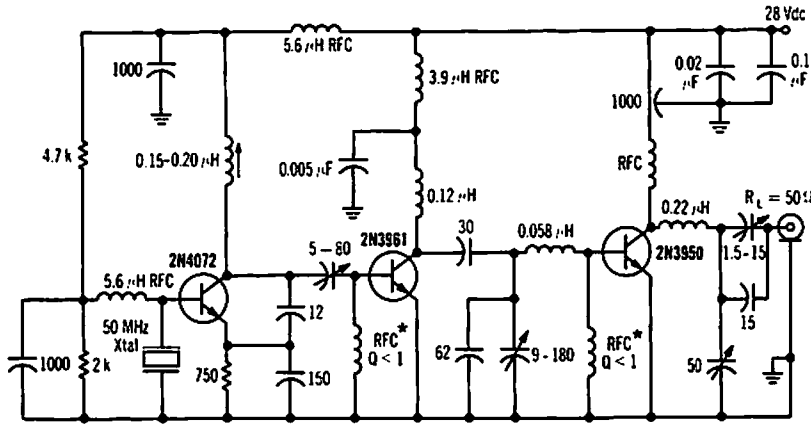 28 Vdc
5.6 μH RFC
1000
3.9 μH RFC
0.02 μF
0.1 μF
1000
4.7 k
0.15-0.20 μH
0.005 μF
RFC
0.12 μH
0.22 μH
R_L = 50 Ω
2N4072
5-80
2N3961
30
0.058 μH
2N3950
1.5-15
5.6 μH RFC
50 MHz
Xtal
12
15
1000
2k
750
150
RFC*
Q < 1
62
9-180
RFC*
Q < 1
50